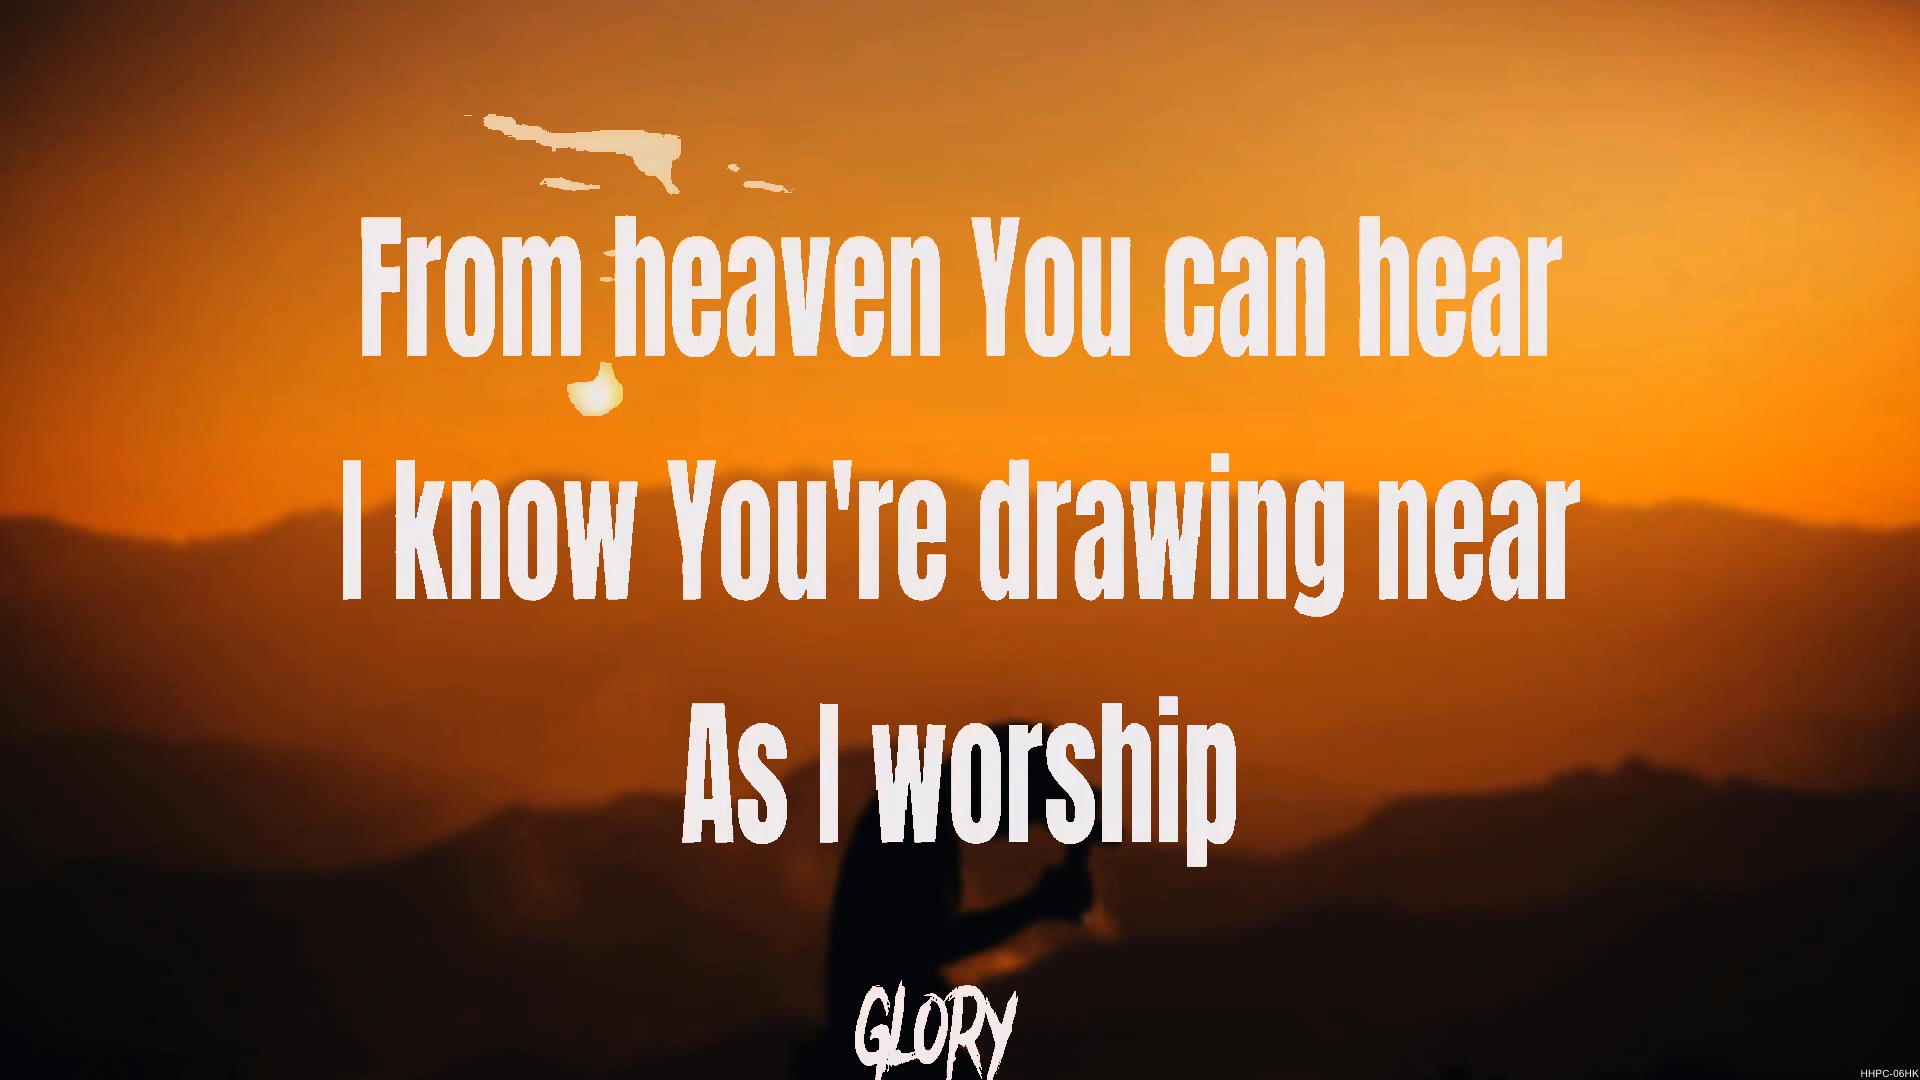 From heaven You can hear
I know You're drawing near
As I worship
GLORY
HHPC-06HK